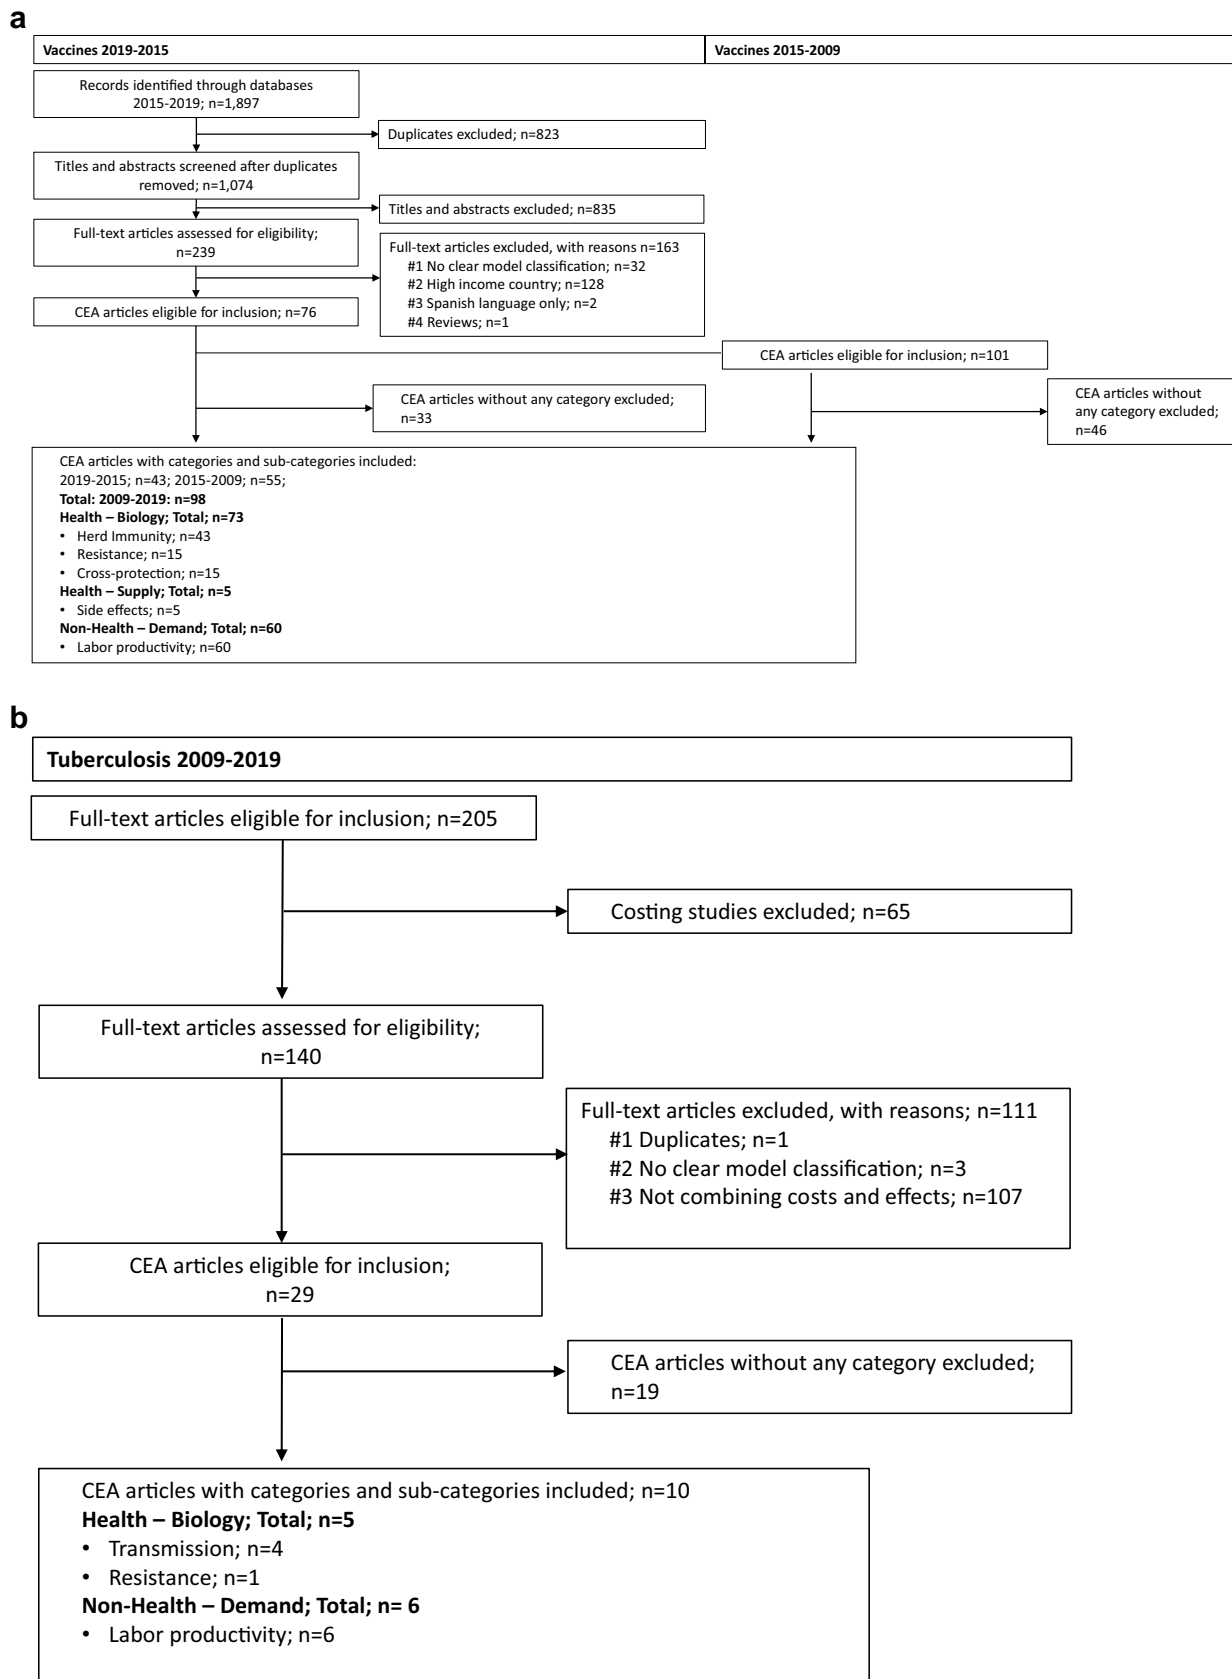 a
Vaccines 2019-2015
Vaccines 2015-2009
Records identified through databases
2015-2019; n=1,897
Duplicates excluded; n=823
Titles and abstracts screened after duplicates
removed; n=1,074
Titles and abstracts excluded; n=835
Full-text articles assessed for eligibility;
n=239
Full-text articles excluded, with reasons n=163
#1 No clear model classification; n=32
#2 High income country; n=128
#3 Spanish language only; n=2
#4 Reviews; n=1
CEA articles eligible for inclusion; n=76
CEA articles eligible for inclusion; n=101
CEA articles without any category excluded;
n=33
CEA articles without
any category excluded;
n=46
CEA articles with categories and sub-categories included:
2019-2015; n=43; 2015-2009; n=55;
Total: 2009-2019: n=98
Health – Biology; Total; n=73
• Herd Immunity; n=43
• Resistance; n=15
• Cross-protection; n=15
Health – Supply; Total; n=5
• Side effects; n=5
Non-Health – Demand; Total; n=60
• Labor productivity; n=60
b
Tuberculosis 2009-2019
Full-text articles eligible for inclusion; n=205
Costing studies excluded; n=65
Full-text articles assessed for eligibility;
n=140
Full-text articles excluded, with reasons; n=111
#1 Duplicates; n=1
#2 No clear model classification; n=3
#3 Not combining costs and effects; n=107
CEA articles eligible for inclusion;
n=29
CEA articles without any category excluded;
n=19
CEA articles with categories and sub-categories included; n=10
Health – Biology; Total; n=5
• Transmission; n=4
• Resistance; n=1
Non-Health – Demand; Total; n= 6
• Labor productivity; n=6